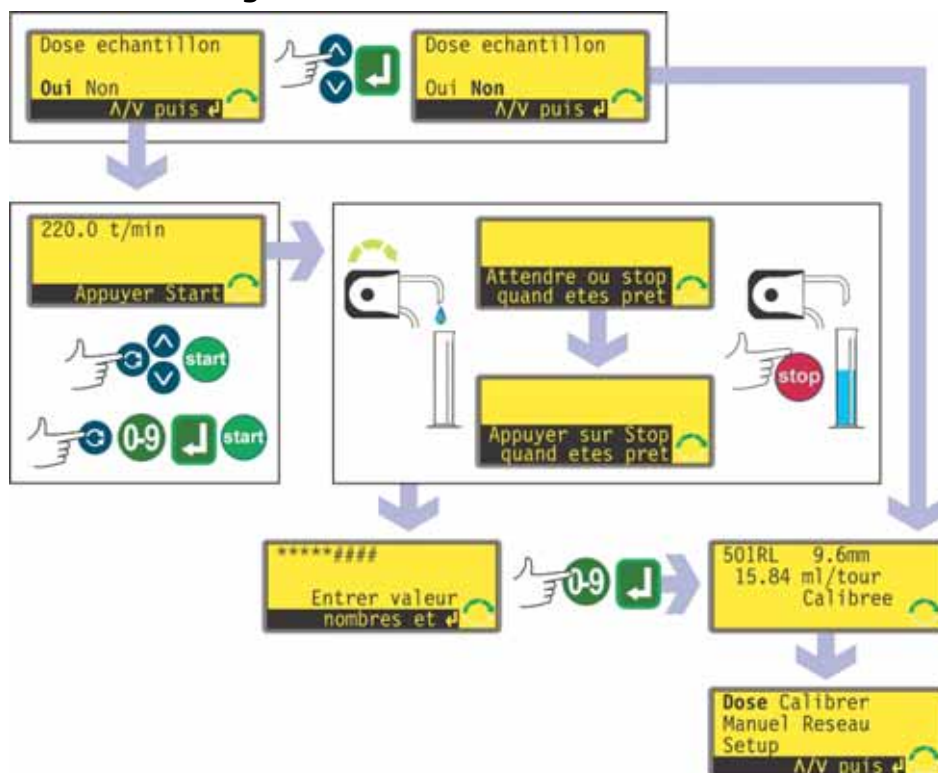 Dose echantillon
Oui Non
Λ/V puis ↲
Dose echantillon
Oui Non
Λ/V puis ↲
220.0 t/min
Appuyer Start
start
0-9
start
Attendre ou stop
quand etes pret
Appuyer sur Stop
quand etes pret
stop
*****####
Entrer valeur
nombres et ↲
0-9
501RL 9.6mm
15.84 ml/tour
Calibree
Dose Calibrer
Manuel Reseau
Setup
Λ/V puis ↲